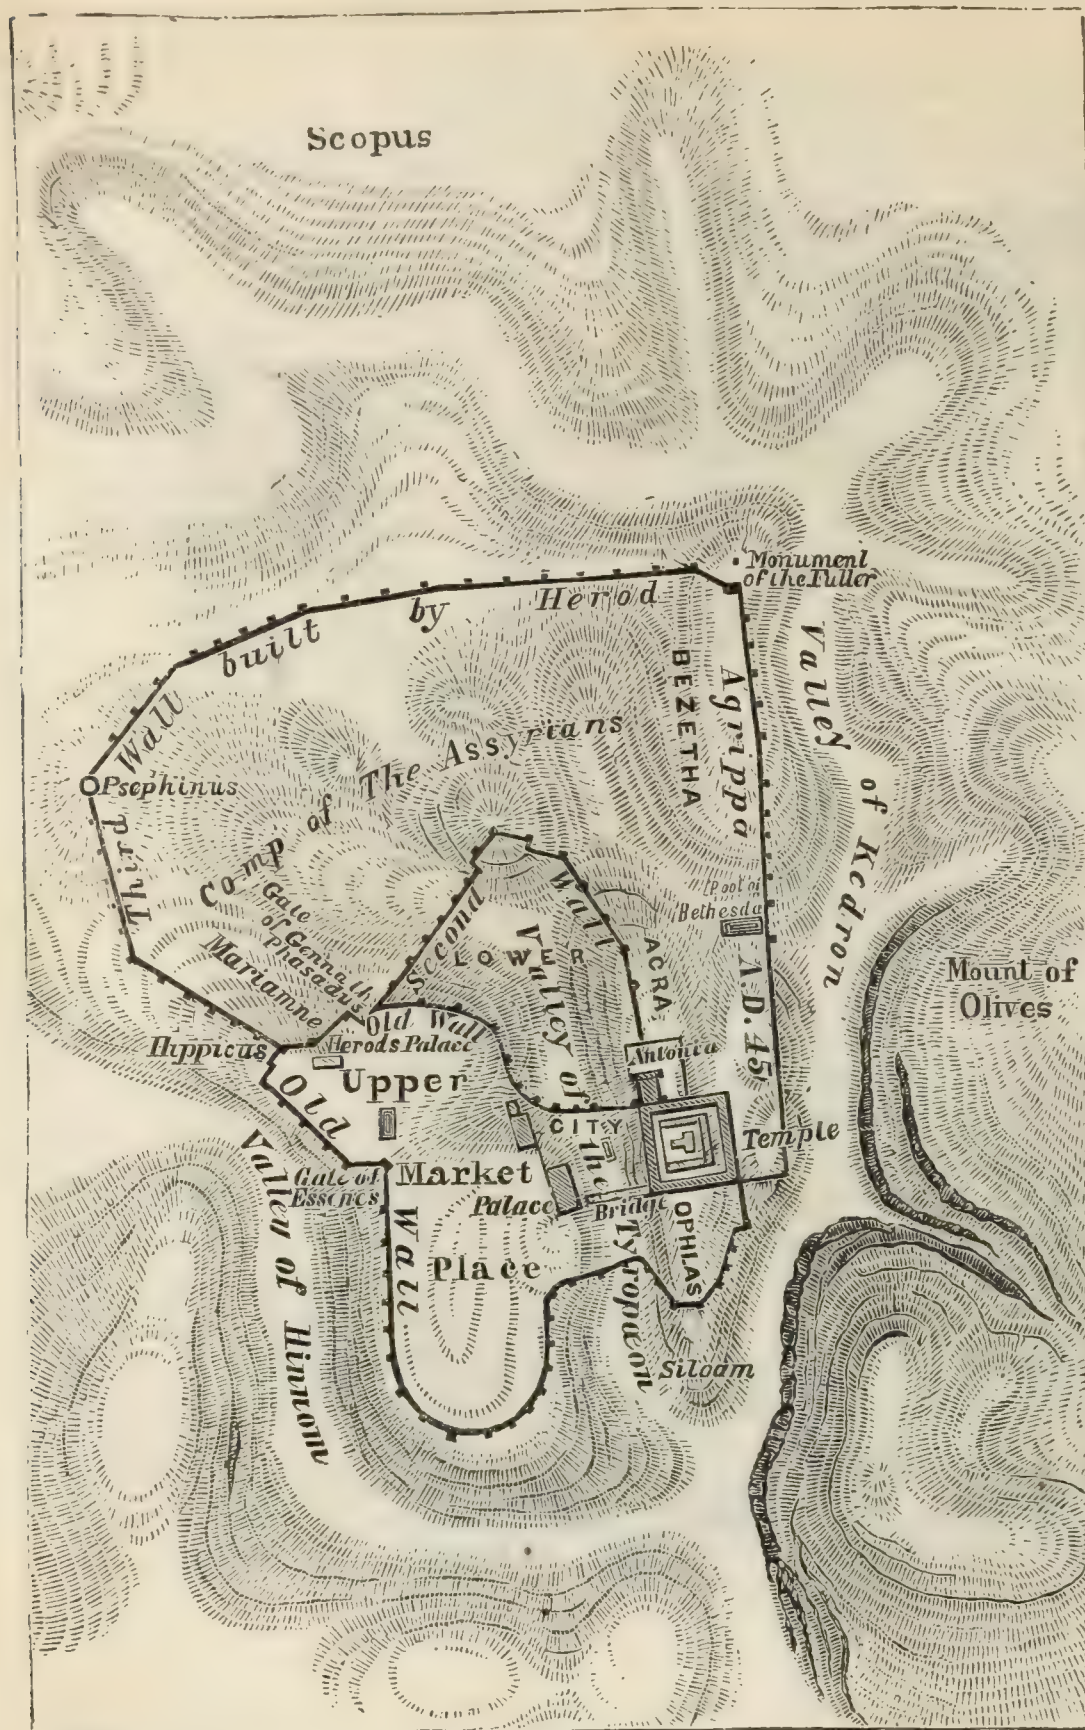 Scopus
Monument
of the Fuller
Third Wall built by Herod Agrippa A.D. 45
BEZETHA
Valley of Kedron
Psephinus
Camp of The Assyrians
Gate
of Gennath
Phasadus
Mariamne
Hippicus
Second Wall
LOWER
CITY
Valley of the Tyropaeon
ACRA
Pool of
Bethesda
Mount of
Olives
Old Wall
Herods Palace
Antonia
Upper
Old Wall
Market
Place
Gate of
Essenes
Palace
Bridge
Temple
OPHLAS
Valley of Hinnom
Siloam